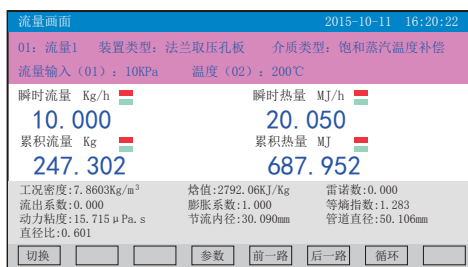 流量画面 2015-10-11 16:20:22
01: 流量1 装置类型: 法兰取压孔板 介质类型: 饱和蒸汽温度补偿
流量输入(01): 10KPa 温度(02): 200℃
瞬时流量 Kg/h 瞬时热量 MJ/h
10.000 20.050
累积流量 Kg 累积热量 MJ
247.302 687.952
工况密度:7.8603Kg/m³ 焓值:2792.06KJ/Kg 雷诺数:0.000
流出系数:0.000 膨胀系数:1.000 等熵指数:1.283
动力粘度:15.715μPa.s 节流内径:30.090mm 管道直径:50.106mm
直径比:0.601
切换 参数 前一路 后一路 循环